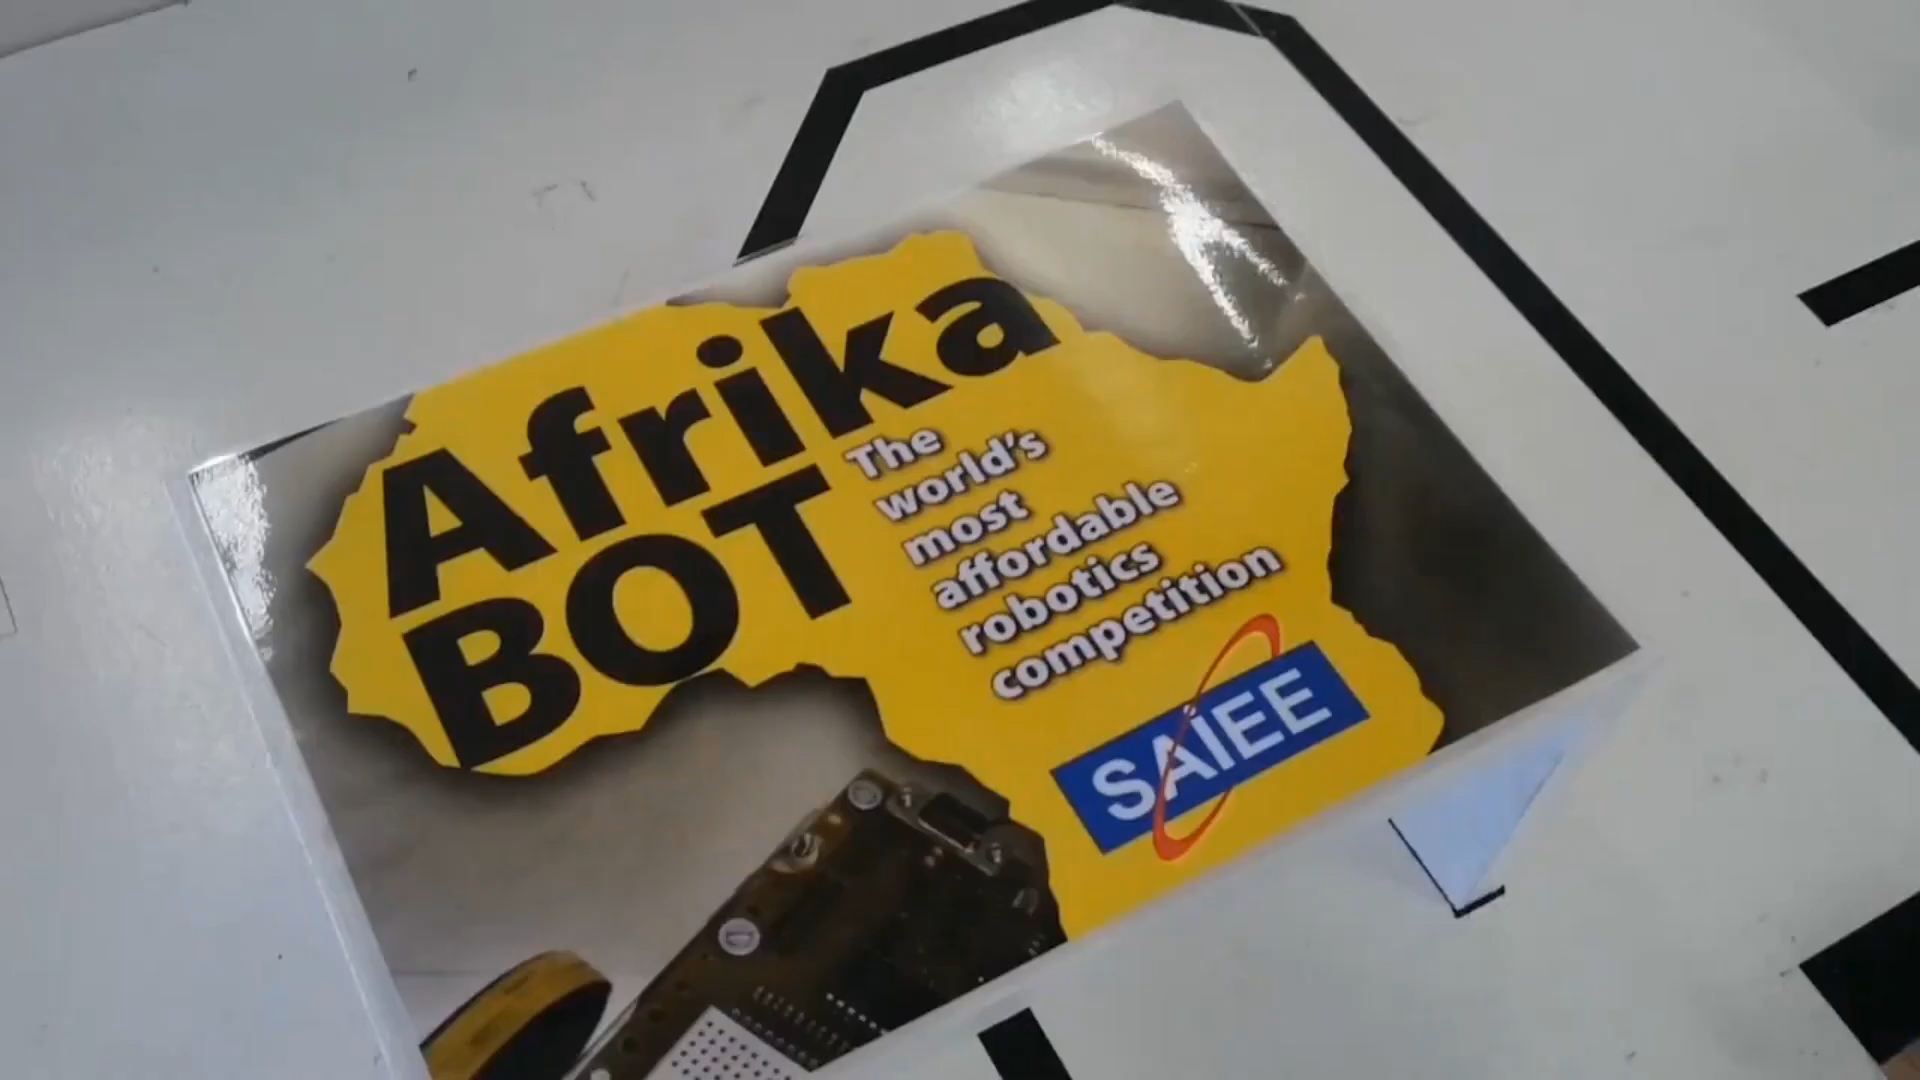 Afrika
BOT
The
world's
most
affordable
robotics
competition
SAIEE